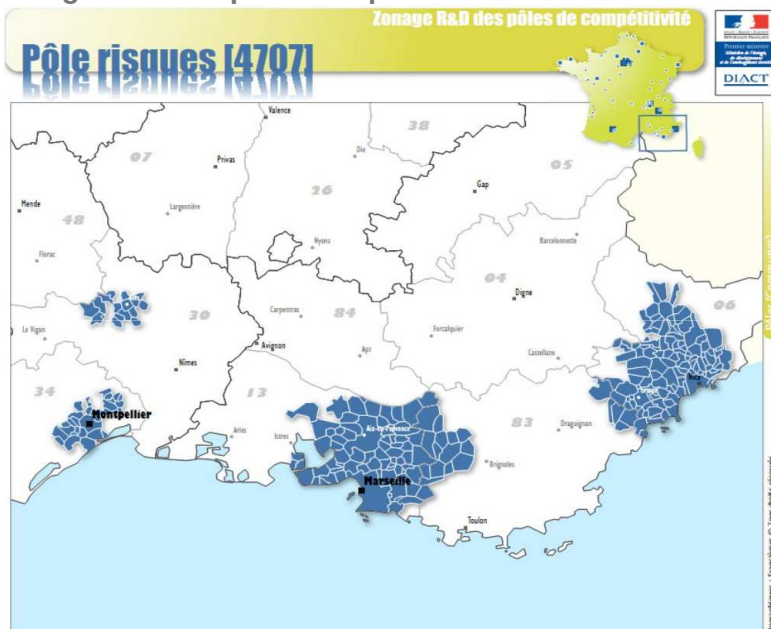 Zonage R&D des pôles de compétitivité
Pôle risques [4707]
Premier ministre
DIACT
Valence
38
07
Die
05
Privas
26
Gap
Mende
Largentière
48
Barcelonnette
Florac
Nyons
04
Digne
06
30
Carpentras
84
Forcalquier
Le Vigan
Avignon
Apt
Castellane
Nîmes
Nice
34
13
Grasse
Montpellier
83
Arles
Istres
Aix-en-Provence
Draguignan
Brignoles
Marseille
Toulon